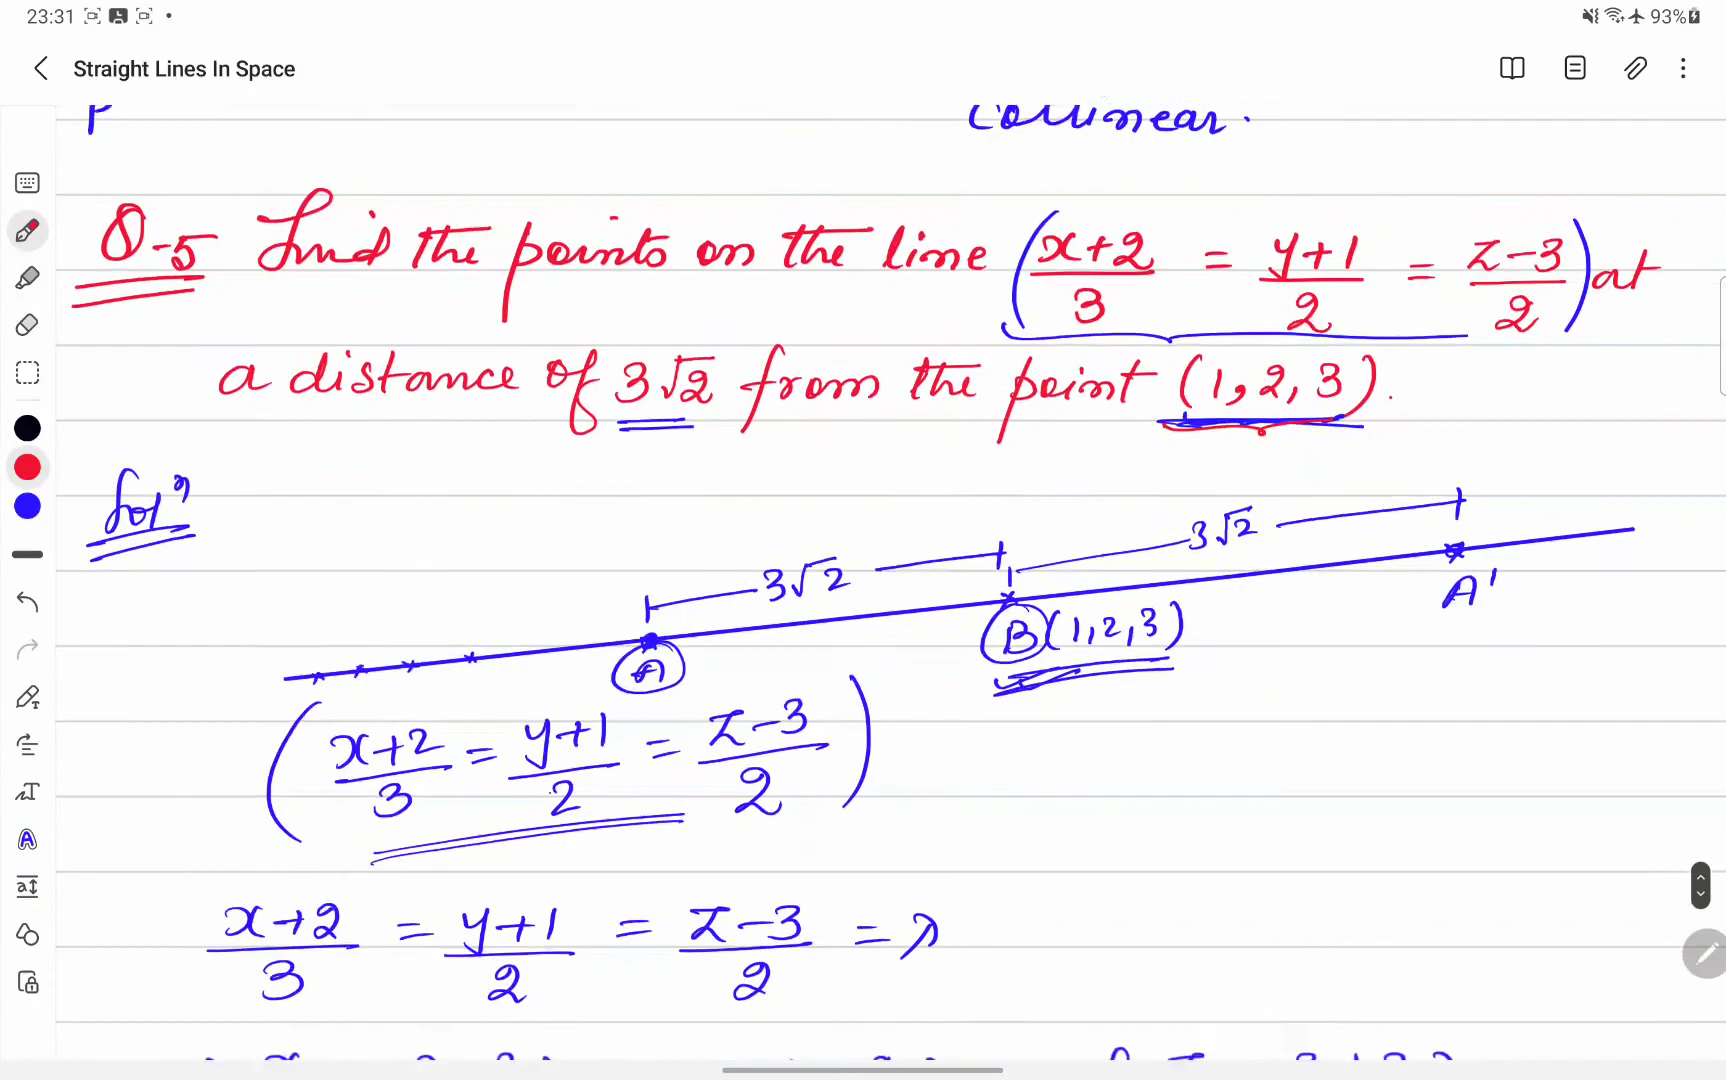 23:31
93%
Straight Lines In Space
Collinear.
Q-5 Find the points on the line (x+2/3 = y+1/2 = z-3/2) at
a distance of 3√2 from the point (1,2,3).
Solⁿ
3√2
3√2
A
B(1,2,3)
A'
(x+2/3 = y+1/2 = z-3/2)
x+2/3 = y+1/2 = z-3/2 = λ